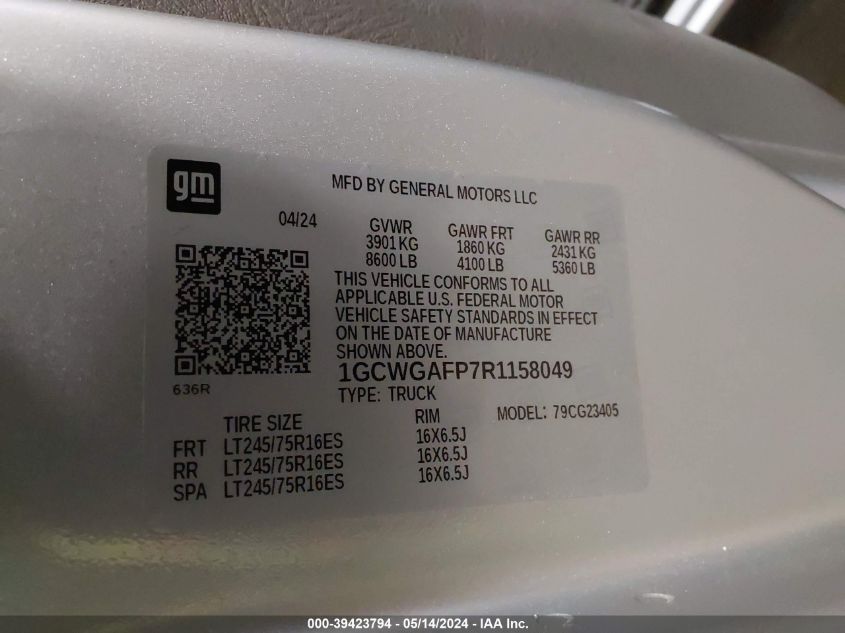 gm
MFD BY GENERAL MOTORS LLC
04/24
GVWR GAWR FRT GAWR RR
3901 KG 1860 KG 2431 KG
8600 LB 4100 LB 5360 LB
THIS VEHICLE CONFORMS TO ALL
APPLICABLE U.S. FEDERAL MOTOR
VEHICLE SAFETY STANDARDS IN EFFECT
ON THE DATE OF MANUFACTURE
SHOWN ABOVE.
1GCWGAFP7R1158049
636R
TYPE: TRUCK
MODEL: 79CG23405
TIRE SIZE RIM
FRT LT245/75R16ES 16X6.5J
RR LT245/75R16ES 16X6.5J
SPA LT245/75R16ES 16X6.5J
000-39423794 - 05/14/2024 - IAA Inc.